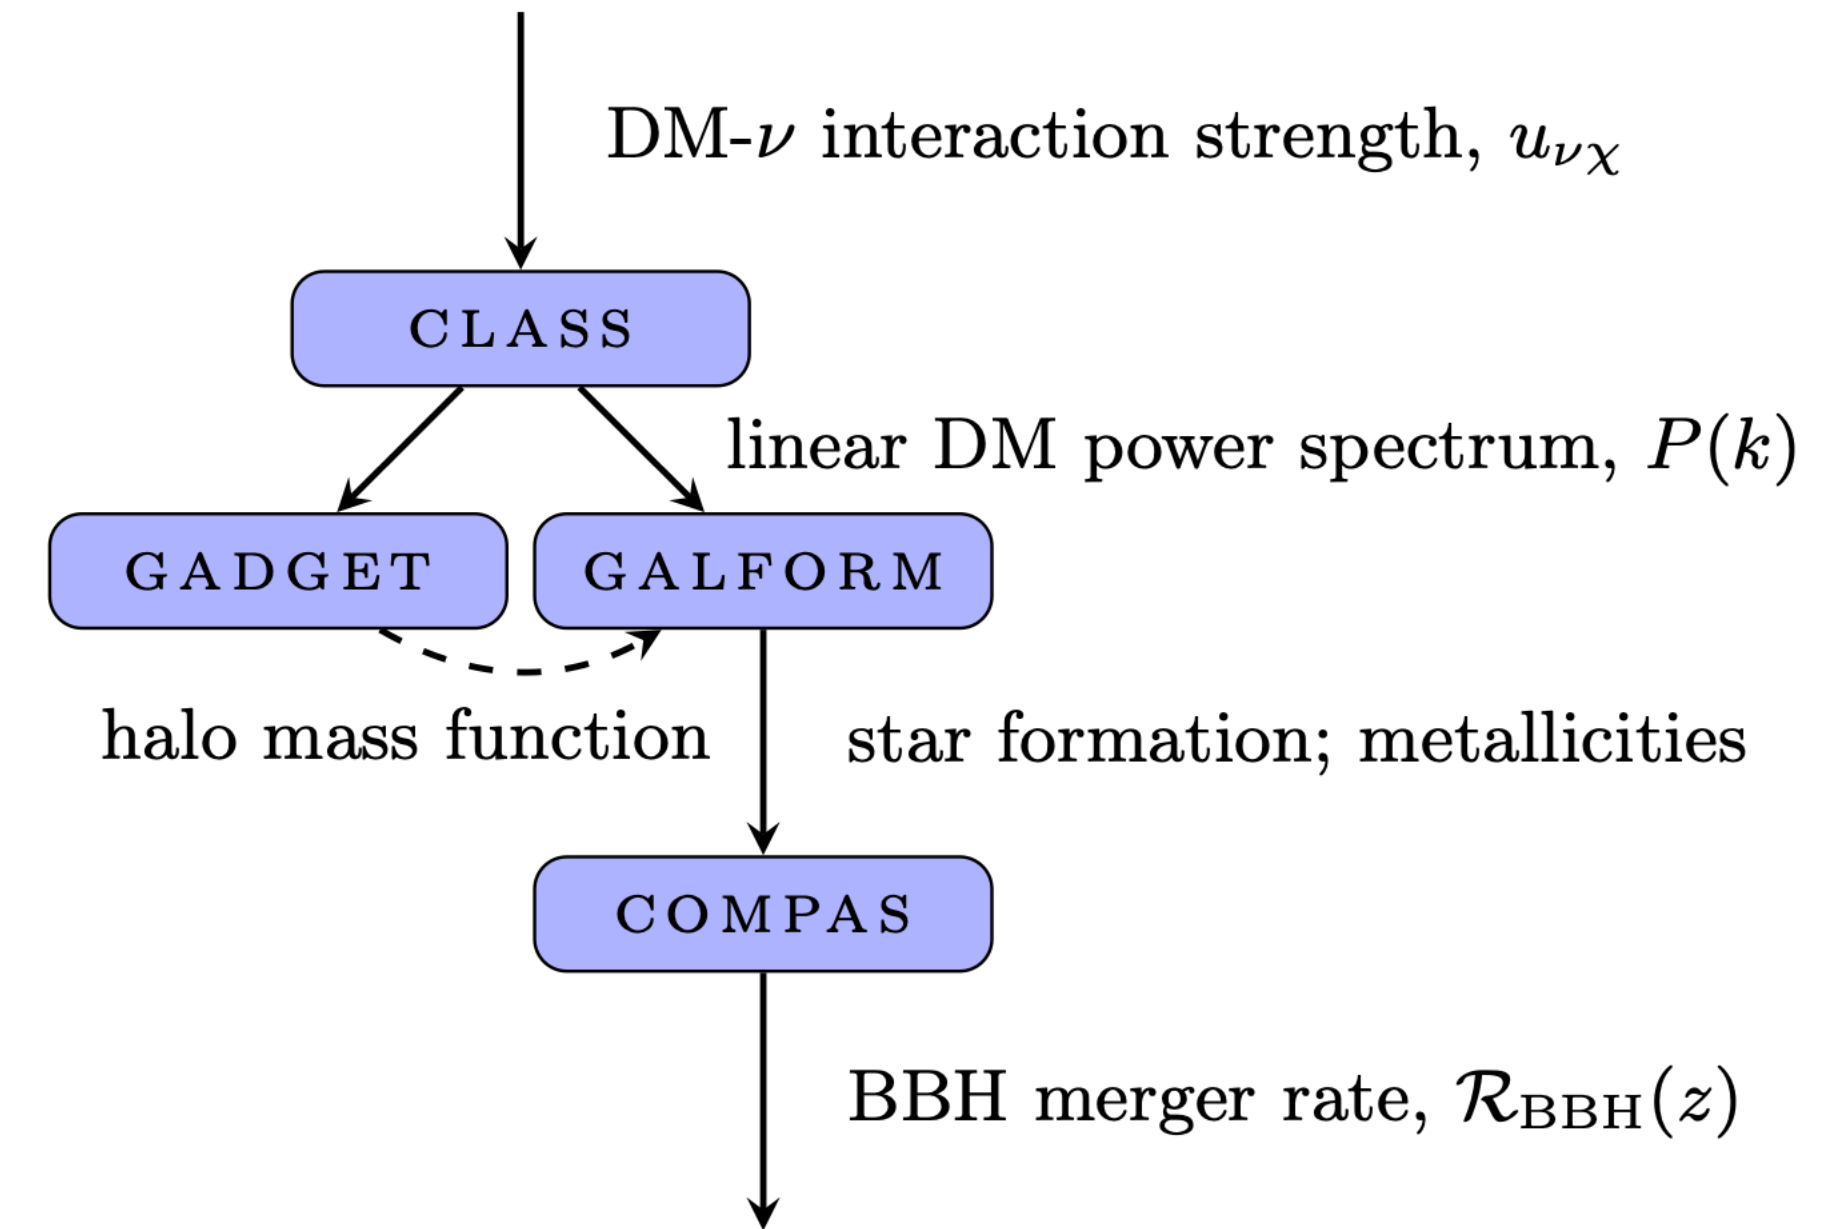 DM-ν interaction strength, u_νχ
CLASS
linear DM power spectrum, P(k)
GADGET
GALFORM
halo mass function
star formation; metallicities
COMPAS
BBH merger rate, ℛ_BBH(z)